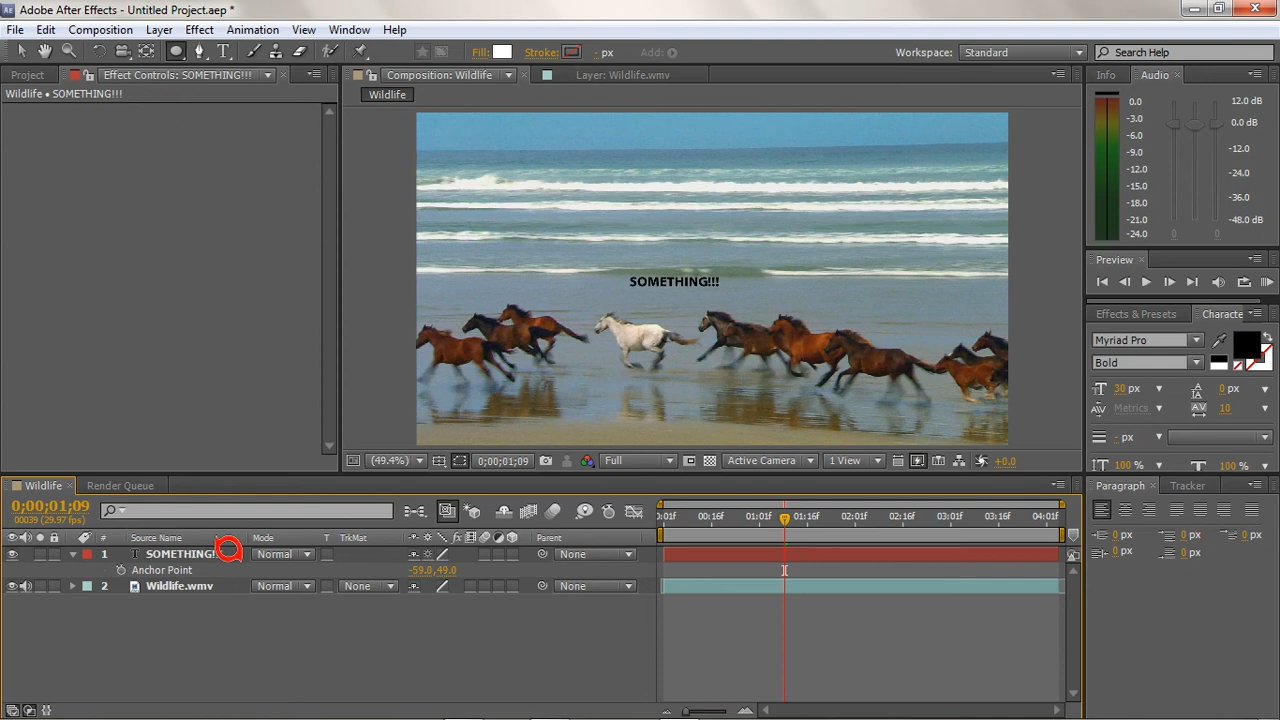 Adobe After Effects - Untitled Project.aep *
File Edit Composition Layer Effect Animation View Window Help
Fill: Stroke: - px Add: Workspace: Standard Search Help
Project Effect Controls: SOMETHING!!! Composition: Wildlife Layer: Wildlife.wmv Info Audio
Wildlife • SOMETHING!!! Wildlife
0.0 12.0 dB
-3.0 0.0 dB
-6.0
-9.0 -12.0 dB
-12.0
-15.0 -24.0 dB
-18.0 -36.0 dB
-21.0
-24.0 -48.0 dB
Preview
SOMETHING!!!
Effects & Presets Characte
Myriad Pro
Bold
30 px 0 px
Metrics 10
- px
100 % 100 %
(49.4%) 0;00;01;09 Full Active Camera 1 View +0.0
Wildlife Render Queue Paragraph Tracker
0;00;01;09
00039 (29.97 fps)
0:01f 00:16f 01:01f 01:16f 02:01f 02:16f 03:01f 03:16f 04:01f
0 px 0 px 0 px
0 px 0 px
# Source Name Mode T TrkMat Parent
1 T SOMETHING!!! Normal None
Anchor Point -59.0,49.0
2 Wildlife.wmv Normal None None